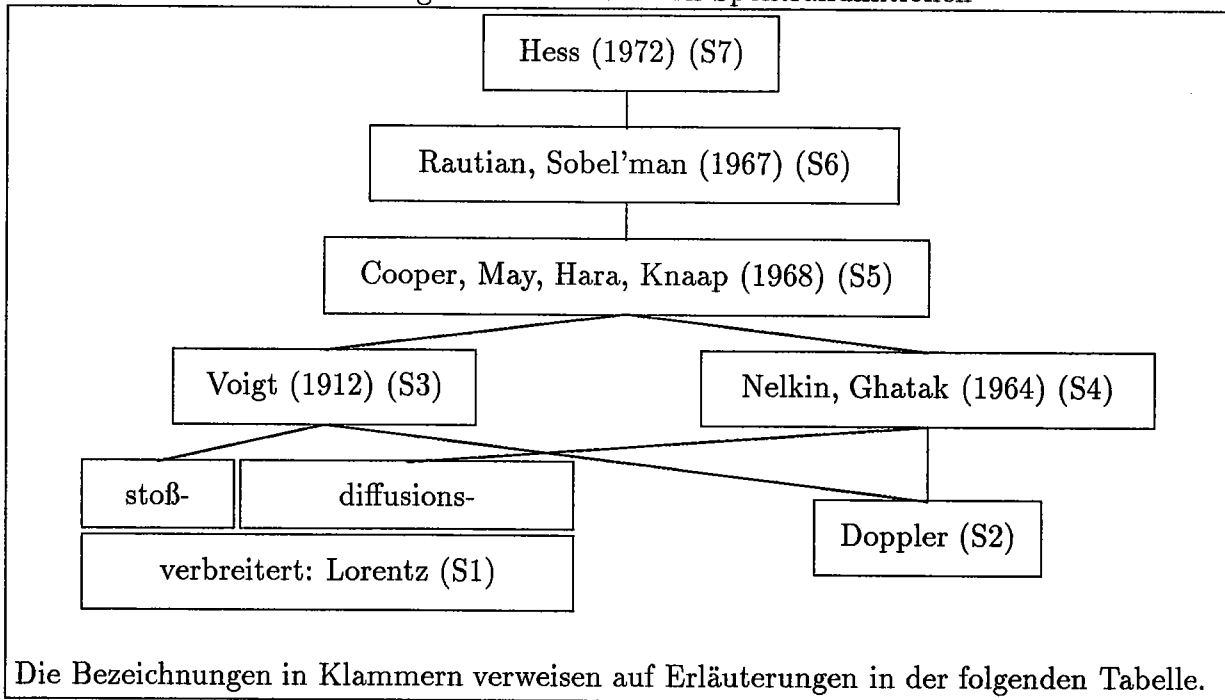 Hess (1972) (S7)
Rautian, Sobel'man (1967) (S6)
Cooper, May, Hara, Knaap (1968) (S5)
Voigt (1912) (S3)
Nelkin, Ghatak (1964) (S4)
stoß-
diffusions-
verbreitert: Lorentz (S1)
Doppler (S2)
Die Bezeichnungen in Klammern verweisen auf Erläuterungen in der folgenden Tabelle.